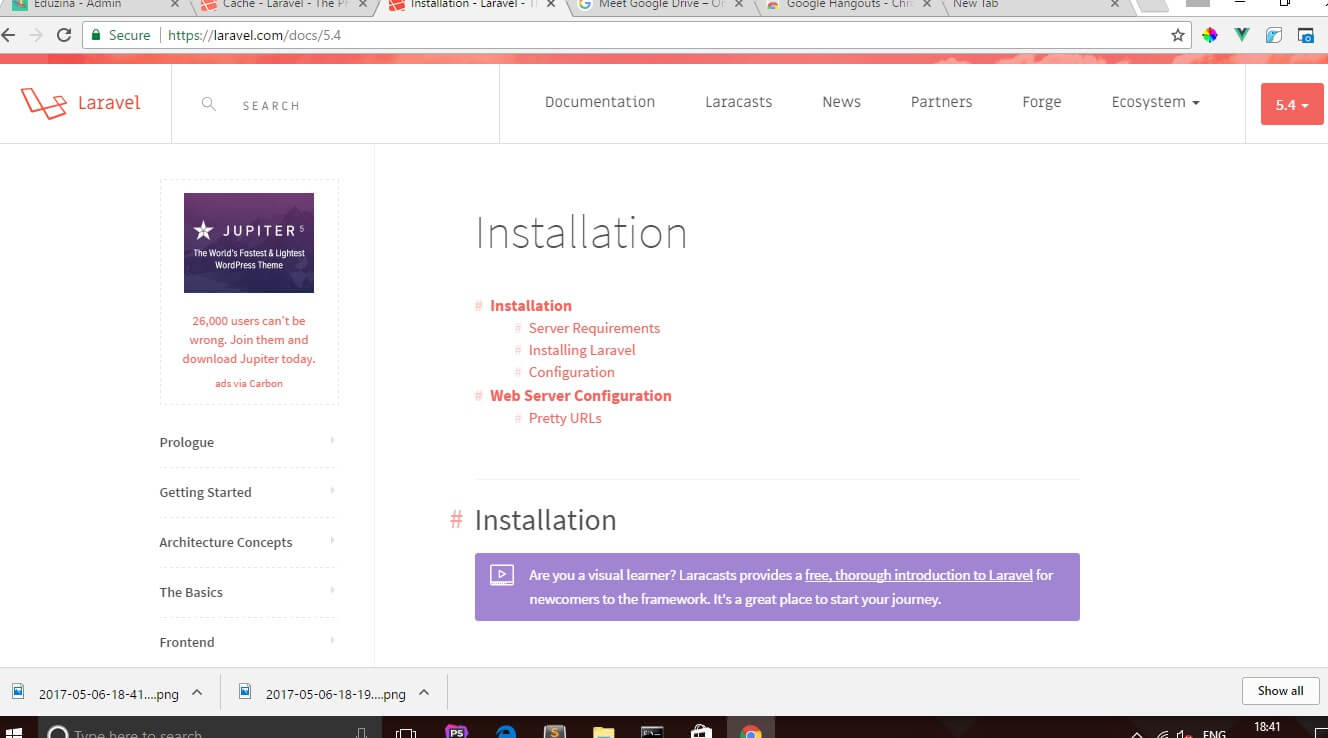 Eduzina - Admin
Cache - Laravel - The P
Installation - Laravel - T
Meet Google Drive – O
Google Hangouts - Chr
New Tab
Secure
https://laravel.com/docs/5.4
Laravel
SEARCH
Documentation
Laracasts
News
Partners
Forge
Ecosystem
5.4
JUPITER 5
The World's Fastest & Lightest
WordPress Theme
26,000 users can't be
wrong. Join them and
download Jupiter today.
ads via Carbon
Prologue
Getting Started
Architecture Concepts
The Basics
Frontend
Installation
# Installation
# Server Requirements
# Installing Laravel
# Configuration
# Web Server Configuration
# Pretty URLs
# Installation
Are you a visual learner? Laracasts provides a free, thorough introduction to Laravel for
newcomers to the framework. It's a great place to start your journey.
2017-05-06-18-41....png
2017-05-06-18-19....png
Show all
Type here to search
PS
S
ENG
18:41